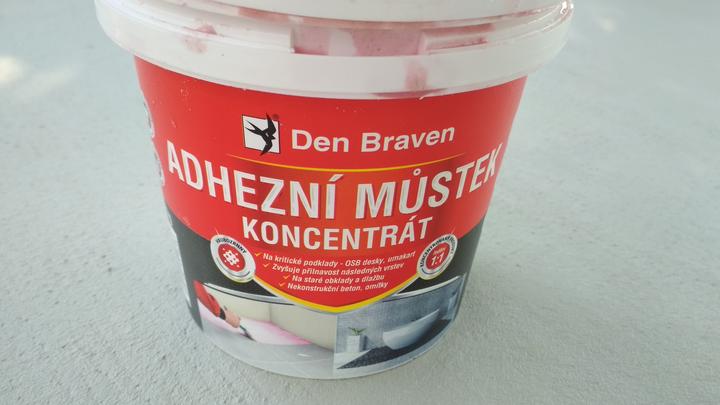 Den Braven
ADHEZNÍ MŮSTEK
KONCENTRÁT
✓ Na kritické podklady - OSB desky, umakart
✓ Zvyšuje přilnavost následných vrstev
✓ Na staré obklady a dlažbu
✓ Nekonstrukční beton, omítky
HRUBOZRNNÝ
1:1